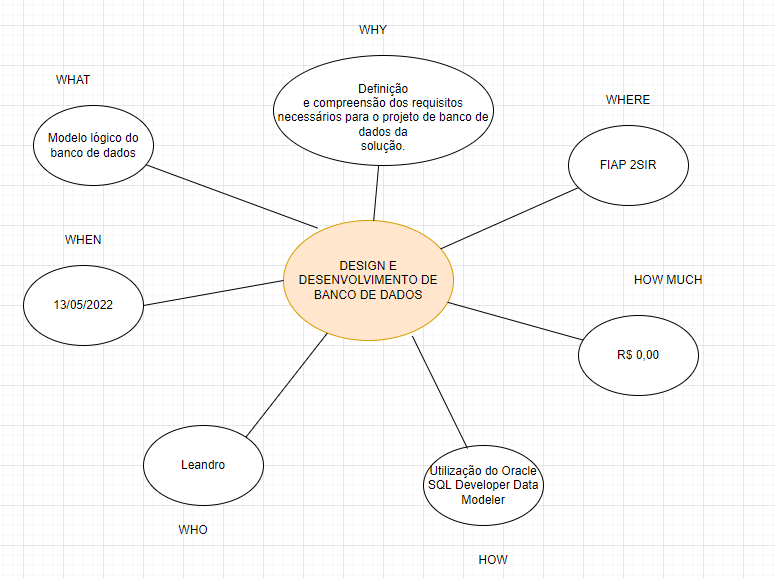 WHY
WHAT
Definição
e compreensão dos requisitos
necessários para o projeto de banco de
dados da
solução.
WHERE
Modelo lógico do
banco de dados
FIAP 2SIR
WHEN
DESIGN E
DESENVOLVIMENTO DE
BANCO DE DADOS
HOW MUCH
13/05/2022
R$ 0,00
Leandro
Utilização do Oracle
SQL Developer Data
Modeler
WHO
HOW